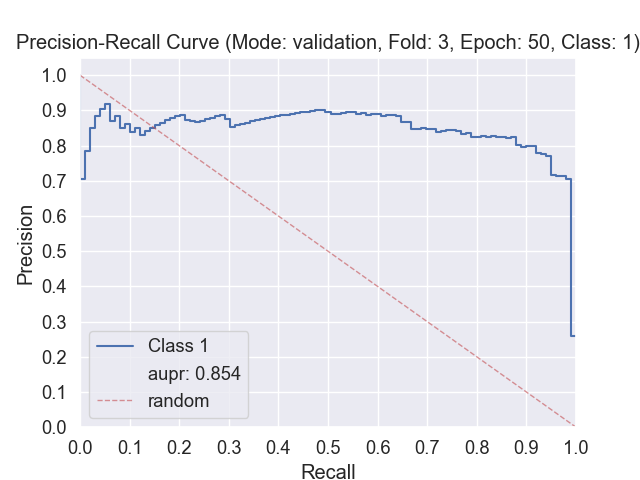 Precision-Recall Curve (Mode: validation, Fold: 3, Epoch: 50, Class: 1)
1.0
0.9
0.8
0.7
0.6
0.5
0.4
0.3
0.2
0.1
0.0
Precision
Class 1
aupr: 0.854
random
0.0 0.1 0.2 0.3 0.4 0.5 0.6 0.7 0.8 0.9 1.0
Recall